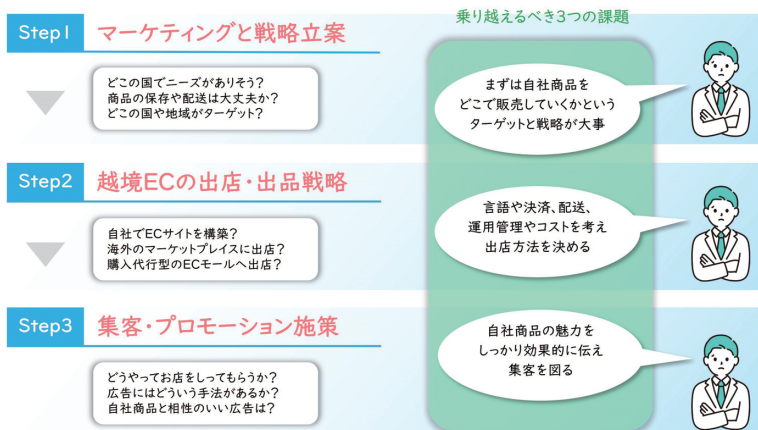 乗り越えるべき3つの課題
Step1 マーケティングと戦略立案
どこの国でニーズがありそう?
商品の保存や配送は大丈夫か?
どこの国や地域がターゲット?
まずは自社商品を
どこで販売していくかという
ターゲットと戦略が大事
Step2 越境ECの出店・出品戦略
自社でECサイトを構築?
海外のマーケットプレイスに出店?
購入代行型のECモールへ出店?
言語や決済、配送、
運用管理やコストを考え
出店方法を決める
Step3 集客・プロモーション施策
どうやってお店をしってもらうか?
広告にはどういう手法があるか?
自社商品と相性のいい広告は?
自社商品の魅力を
しっかり効果的に伝え
集客を図る